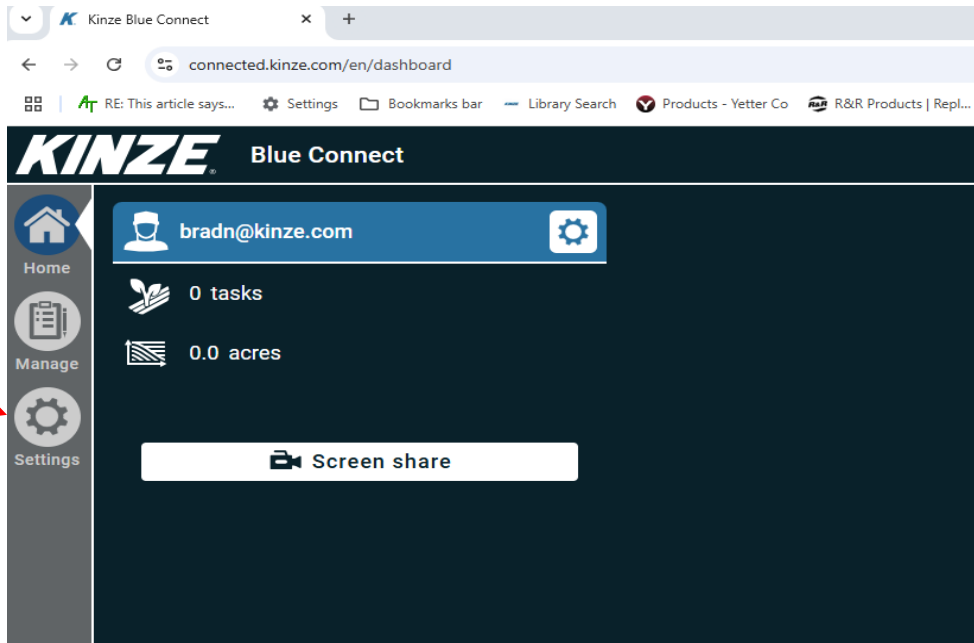 Kinze Blue Connect
connected.kinze.com/en/dashboard
RE: This article says... Settings Bookmarks bar Library Search Products - Yetter Co R&R Products | Repl...
KINZE® Blue Connect
Home
bradn@kinze.com
0 tasks
Manage
0.0 acres
Settings
Screen share